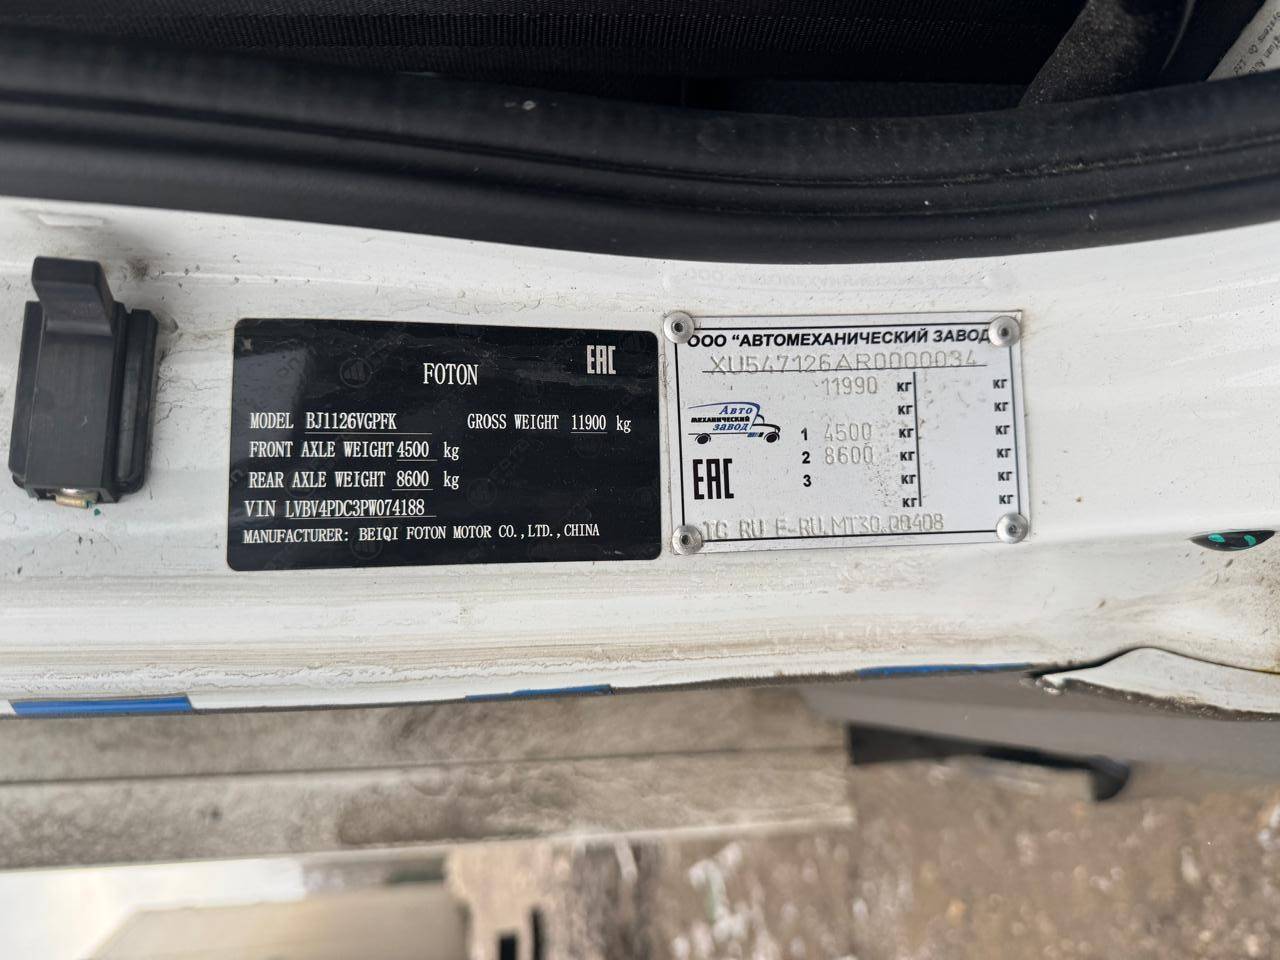 FOTON
EAC
MODEL BJ1126VGPFK GROSS WEIGHT 11900 kg
FRONT AXLE WEIGHT 4500 kg
REAR AXLE WEIGHT 8600 kg
VIN LVBV4PDC3PW074188
MANUFACTURER: BEIQI FOTON MOTOR CO.,LTD.,CHINA
ООО "АВТОМЕХАНИЧЕСКИЙ ЗАВОД
XU547126AR0000034
11990 кг кг
кг кг
Авто
МЕХАНИЧЕСКИЙ
завод
1 4500 кг кг
2 8600 кг кг
3 кг кг
кг кг
EAC
TC RU E-RU.MT30.00408